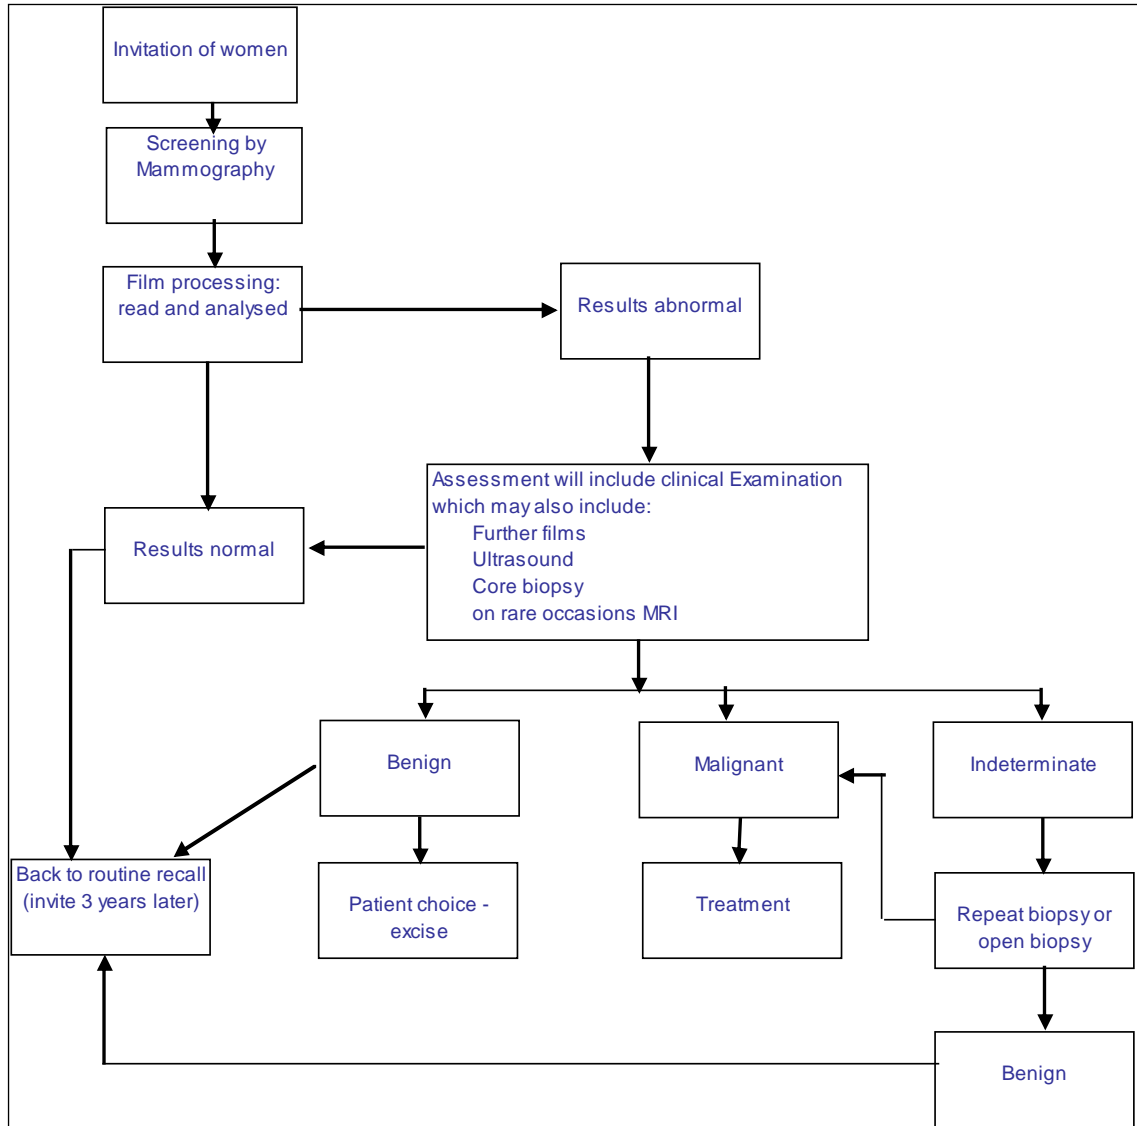 Invitation of women
Screening by
Mammography
Film processing:
read and analysed
Results abnormal
Assessment will include clinical Examination
which may also include:
Further films
Ultrasound
Core biopsy
on rare occasions MRI
Results normal
Benign
Malignant
Indeterminate
Back to routine recall
(invite 3 years later)
Patient choice -
excise
Treatment
Repeat biopsy or
open biopsy
Benign